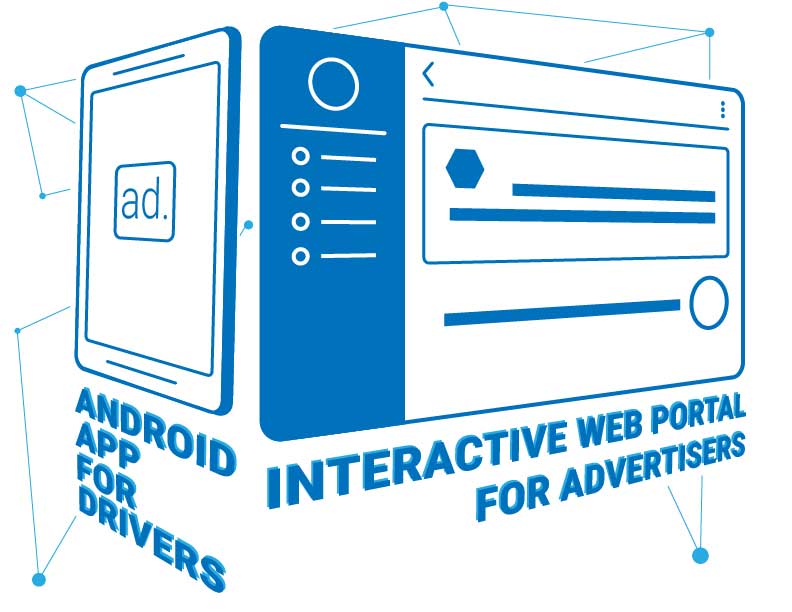 ad.
ANDROID
APP
FOR
DRIVERS
INTERACTIVE WEB PORTAL
FOR ADVERTISERS